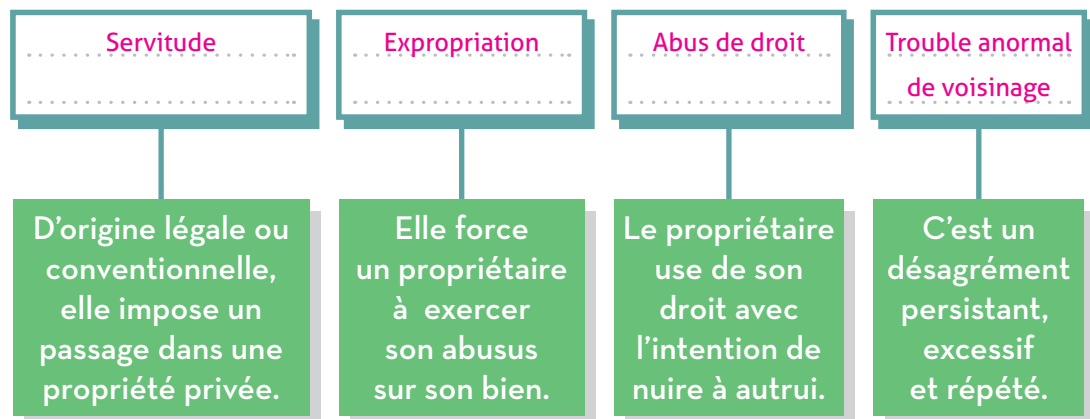 Servitude
Expropriation
Abus de droit
Trouble anormal
de voisinage
D'origine légale ou
conventionnelle,
elle impose un
passage dans une
propriété privée.
Elle force
un propriétaire
à exercer
son abusus
sur son bien.
Le propriétaire
use de son
droit avec
l'intention de
nuire à autrui.
C'est un
désagrément
persistant,
excessif
et répété.